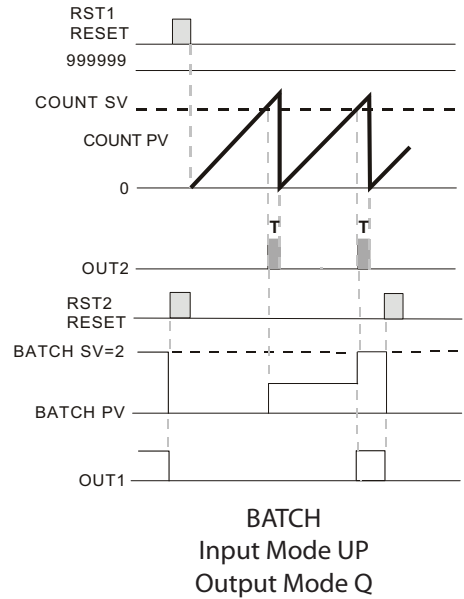 RST1
RESET
999999
COUNT SV
COUNT PV
0
T T
OUT2
RST2
RESET
BATCH SV=2
BATCH PV
OUT1
BATCH
Input Mode UP
Output Mode Q